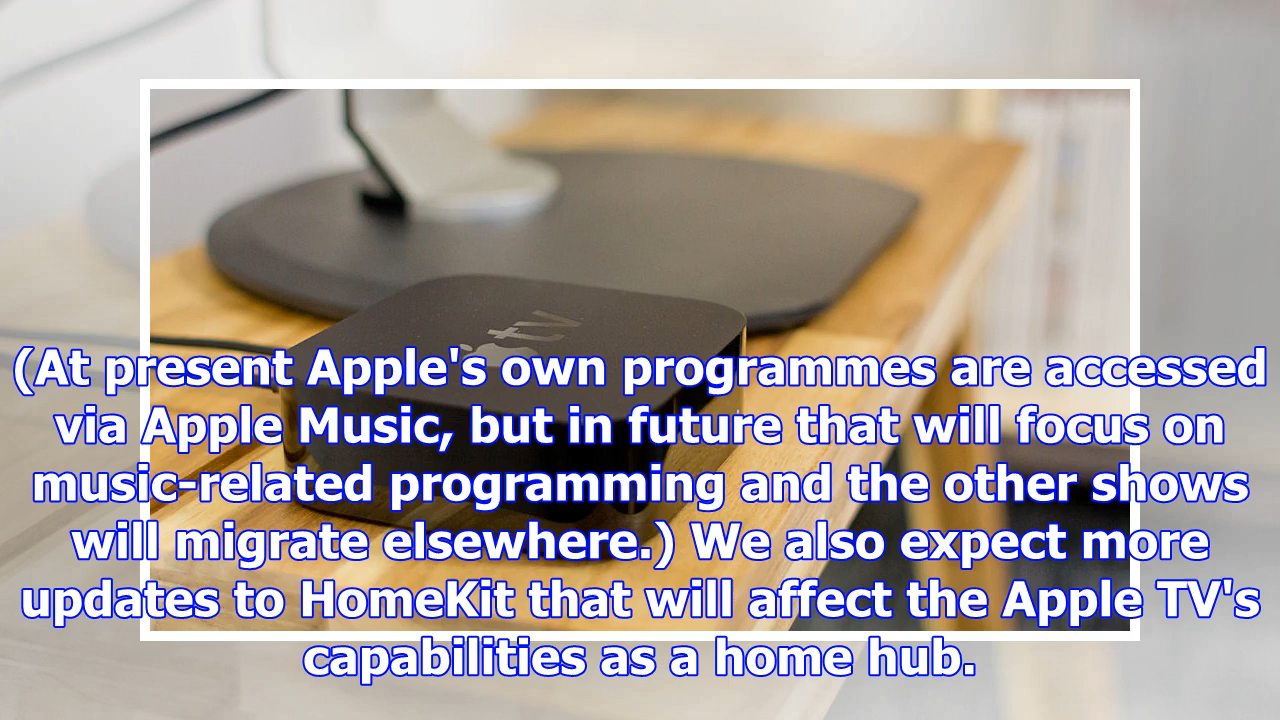 tv
(At present Apple's own programmes are accessed
via Apple Music, but in future that will focus on
music-related programming and the other shows
will migrate elsewhere.) We also expect more
updates to HomeKit that will affect the Apple TV's
capabilities as a home hub.